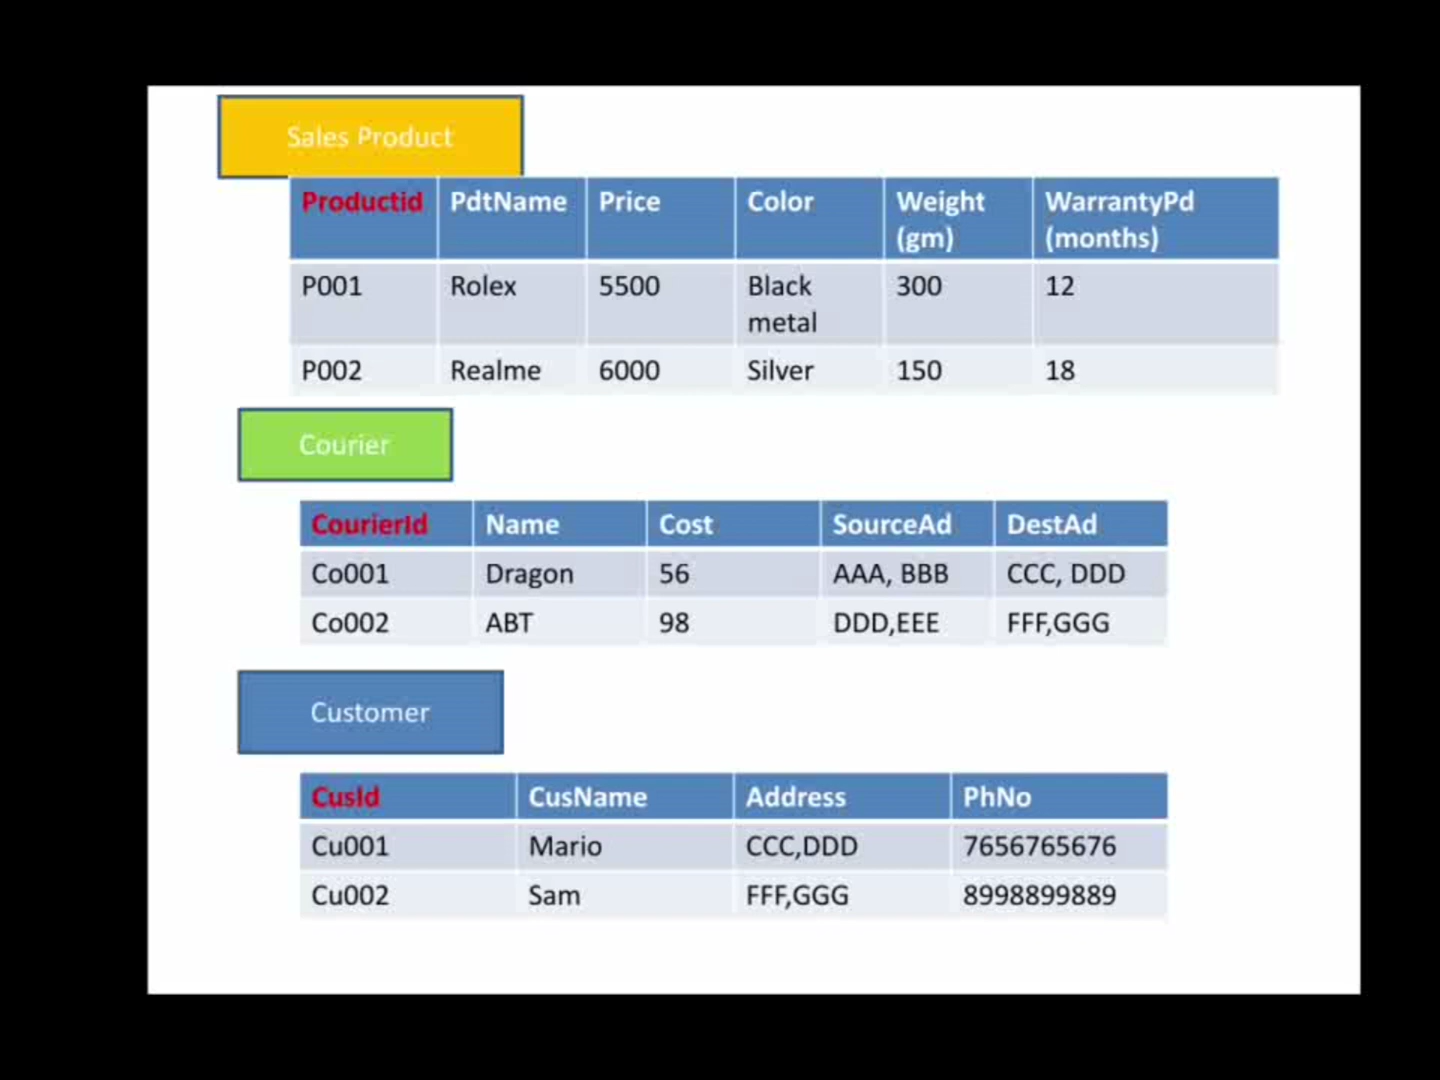 Sales Product
Productid PdtName Price Color Weight (gm) WarrantyPd (months)
P001 Rolex 5500 Black metal 300 12
P002 Realme 6000 Silver 150 18
Courier
CourierId Name Cost SourceAd DestAd
Co001 Dragon 56 AAA, BBB CCC, DDD
Co002 ABT 98 DDD,EEE FFF,GGG
Customer
CusId CusName Address PhNo
Cu001 Mario CCC,DDD 7656765676
Cu002 Sam FFF,GGG 8998899889